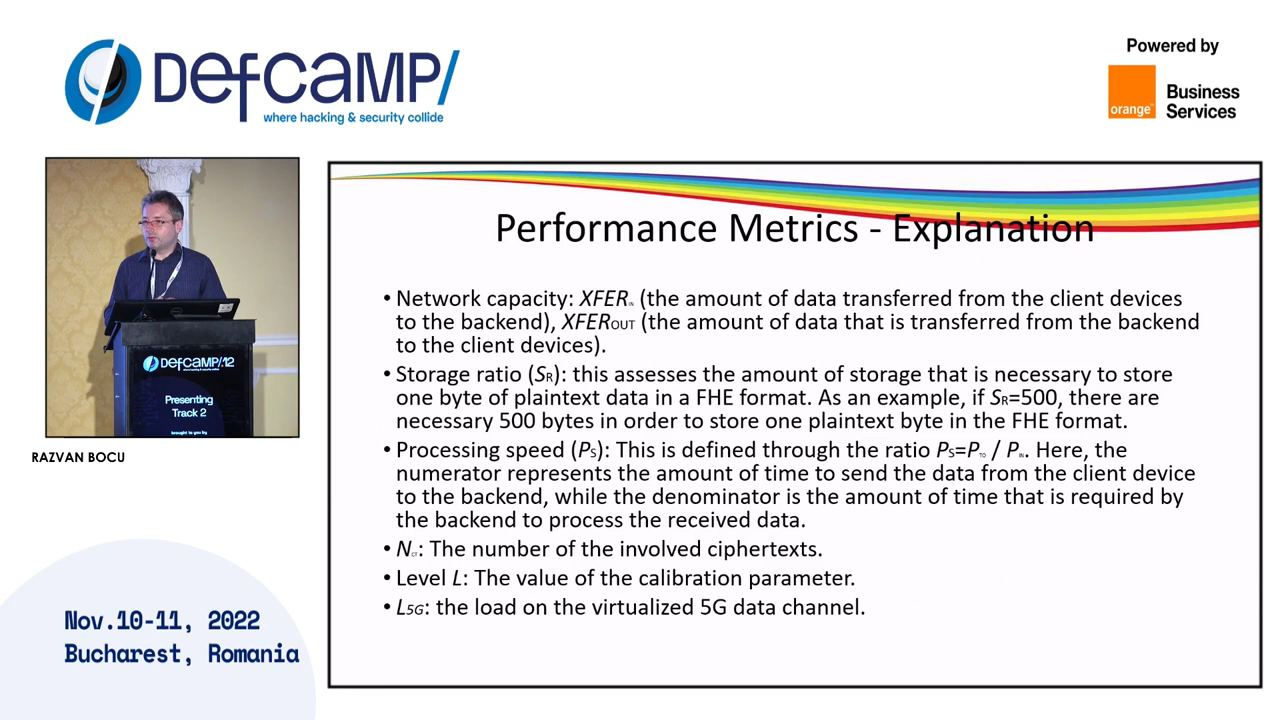 DefCamp/
where hacking & security collide
Powered by
orange
Business
Services
DefCamp/12
Presenting
Track 2
brought to you by
RAZVAN BOCU
Nov.10-11, 2022
Bucharest, Romania
Performance Metrics - Explanation
• Network capacity: XFERIN (the amount of data transferred from the client devices
to the backend), XFEROUT (the amount of data that is transferred from the backend
to the client devices).
• Storage ratio (SR): this assesses the amount of storage that is necessary to store
one byte of plaintext data in a FHE format. As an example, if SR=500, there are
necessary 500 bytes in order to store one plaintext byte in the FHE format.
• Processing speed (PS): This is defined through the ratio PS=PTO / PIN. Here, the
numerator represents the amount of time to send the data from the client device
to the backend, while the denominator is the amount of time that is required by
the backend to process the received data.
• NCT: The number of the involved ciphertexts.
• Level L: The value of the calibration parameter.
• L5G: the load on the virtualized 5G data channel.